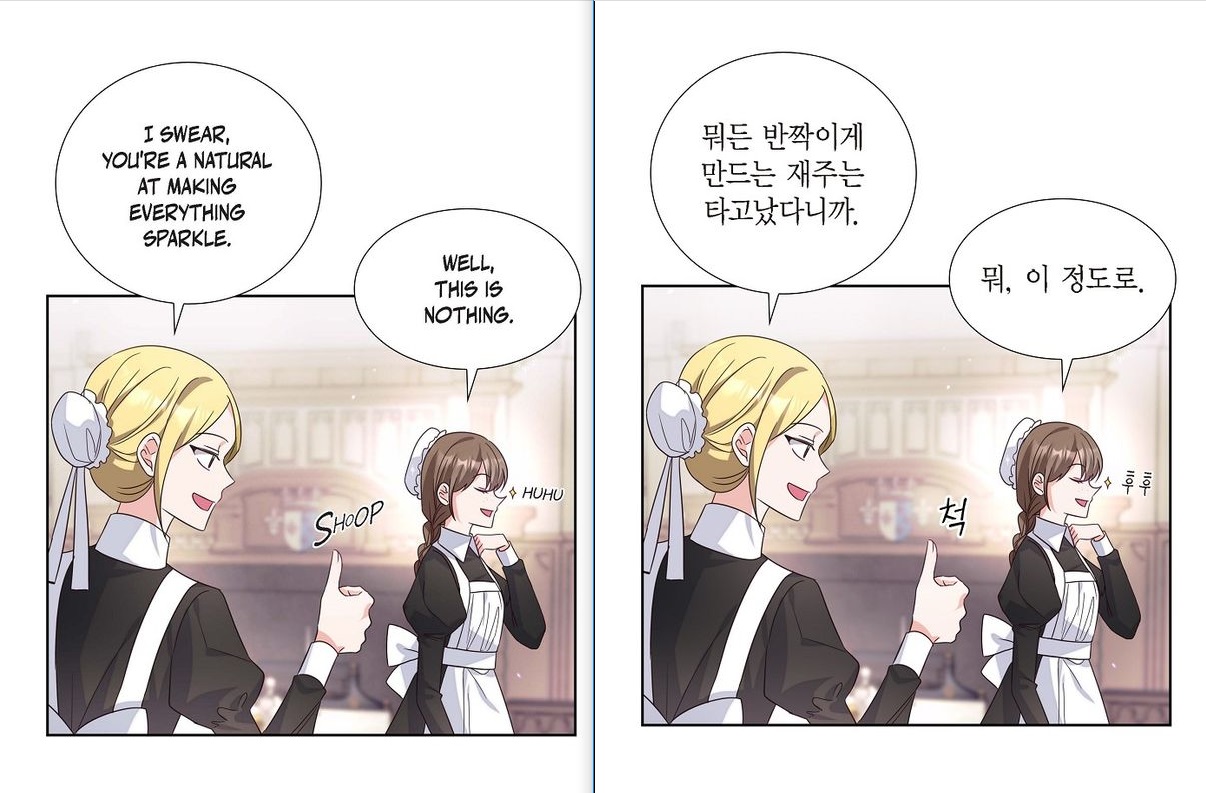 I SWEAR,
YOU'RE A NATURAL
AT MAKING
EVERYTHING
SPARKLE.
WELL,
THIS IS
NOTHING.
SHOOP
HUHU
뭐든 반짝이게
만드는 재주는
타고났다니까.
뭐, 이 정도로.
척
후후